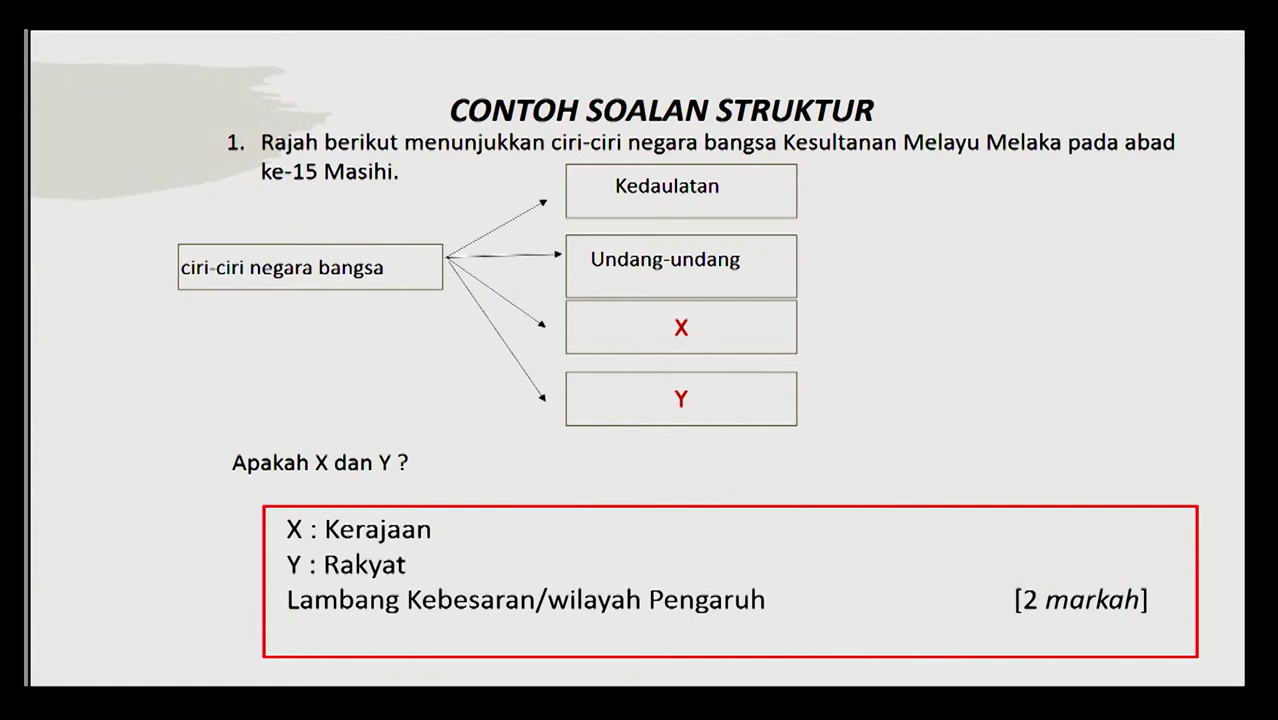 CONTOH SOALAN STRUKTUR
1. Rajah berikut menunjukkan ciri-ciri negara bangsa Kesultanan Melayu Melaka pada abad
ke-15 Masihi.
Kedaulatan
ciri-ciri negara bangsa
Undang-undang
X
Y
Apakah X dan Y ?
X : Kerajaan
Y : Rakyat
Lambang Kebesaran/wilayah Pengaruh [2 markah]